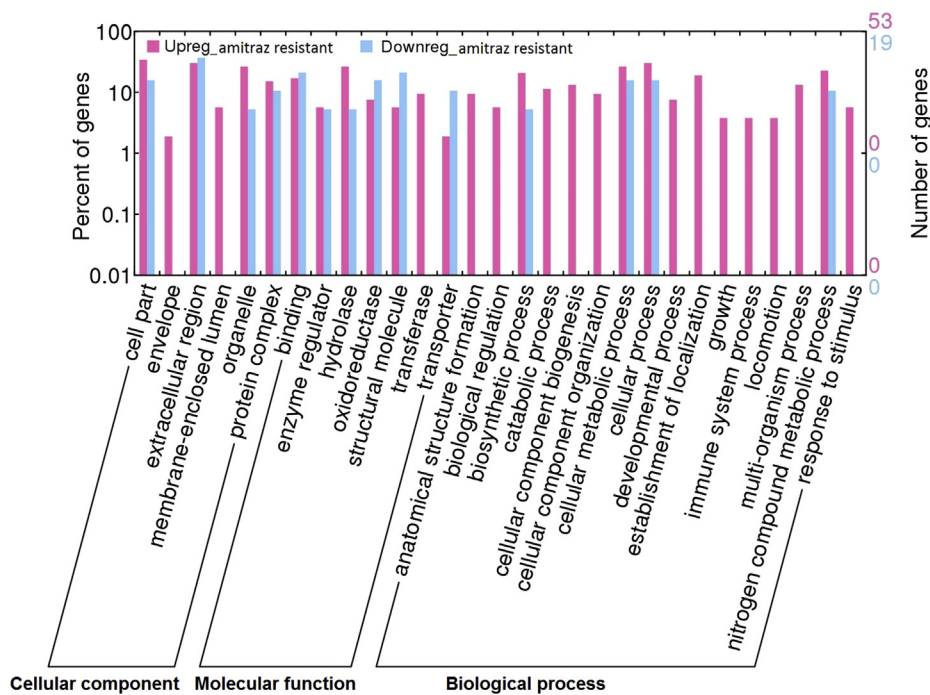 Percent of genes
100
10
1
0.1
0.01
Upreg_amitraz resistant
Downreg_amitraz resistant
53
19
0
0
0
0
Number of genes
cell part
envelope
extracellular region
membrane-enclosed lumen
organelle
protein complex
binding
enzyme regulator
hydrolase
oxidoreductase
structural molecule
transferase
transporter
anatomical structure formation
biological regulation
biosynthetic process
catabolic process
cellular component biogenesis
cellular component organization
cellular metabolic process
cellular process
developmental process
establishment of localization
growth
immune system process
locomotion
multi-organism process
nitrogen compound metabolic process
response to stimulus
Cellular component
Molecular function
Biological process